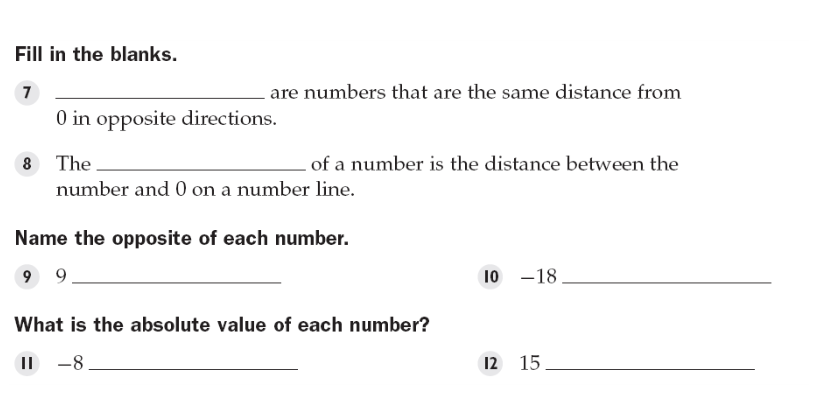 Fill in the blanks.
7 ____________________ are numbers that are the same distance from
0 in opposite directions.
8 The ____________________ of a number is the distance between the
number and 0 on a number line.
Name the opposite of each number.
9 9 ____________________ 10 −18 ____________________
What is the absolute value of each number?
11 −8 ____________________ 12 15 ____________________